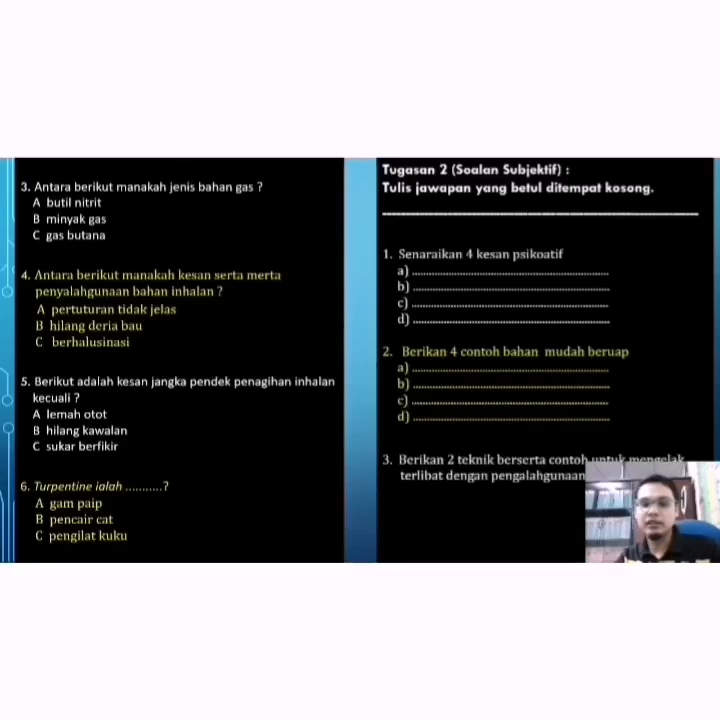 3. Antara berikut manakah jenis bahan gas ?
A butil nitrit
B minyak gas
C gas butana
4. Antara berikut manakah kesan serta merta
penyalahgunaan bahan inhalan ?
A pertuturan tidak jelas
B hilang deria bau
C berhalusinasi
5. Berikut adalah kesan jangka pendek penagihan inhalan
kecuali ?
A lemah otot
B hilang kawalan
C sukar berfikir
6. Turpentine ialah ...........?
A gam paip
B pencair cat
C pengilat kuku
Tugasan 2 (Soalan Subjektif) :
Tulis jawapan yang betul ditempat kosong.
1. Senaraikan 4 kesan psikoatif
a) ......................................................
b) ......................................................
c) ......................................................
d) ......................................................
2. Berikan 4 contoh bahan mudah beruap
a) ......................................................
b) ......................................................
c) ......................................................
d) ......................................................
3. Berikan 2 teknik berserta contoh untuk mengelak
terlibat dengan pengalahgunaan